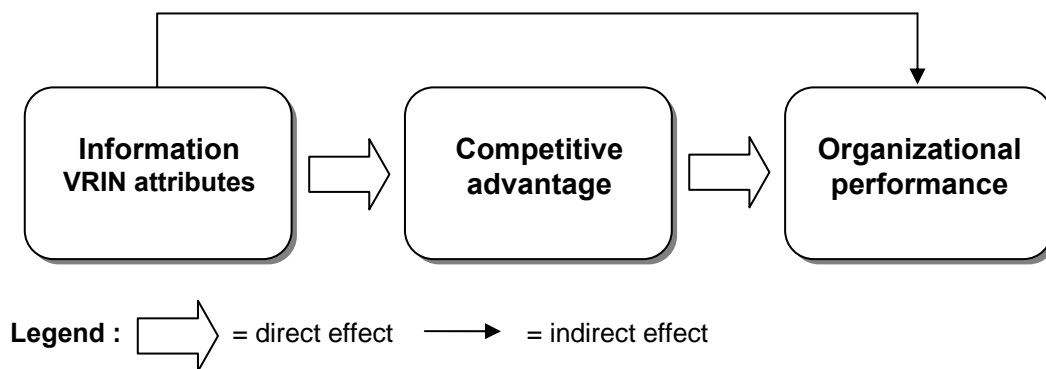 Information
VRIN attributes
Competitive
advantage
Organizational
performance
Legend : = direct effect = indirect effect